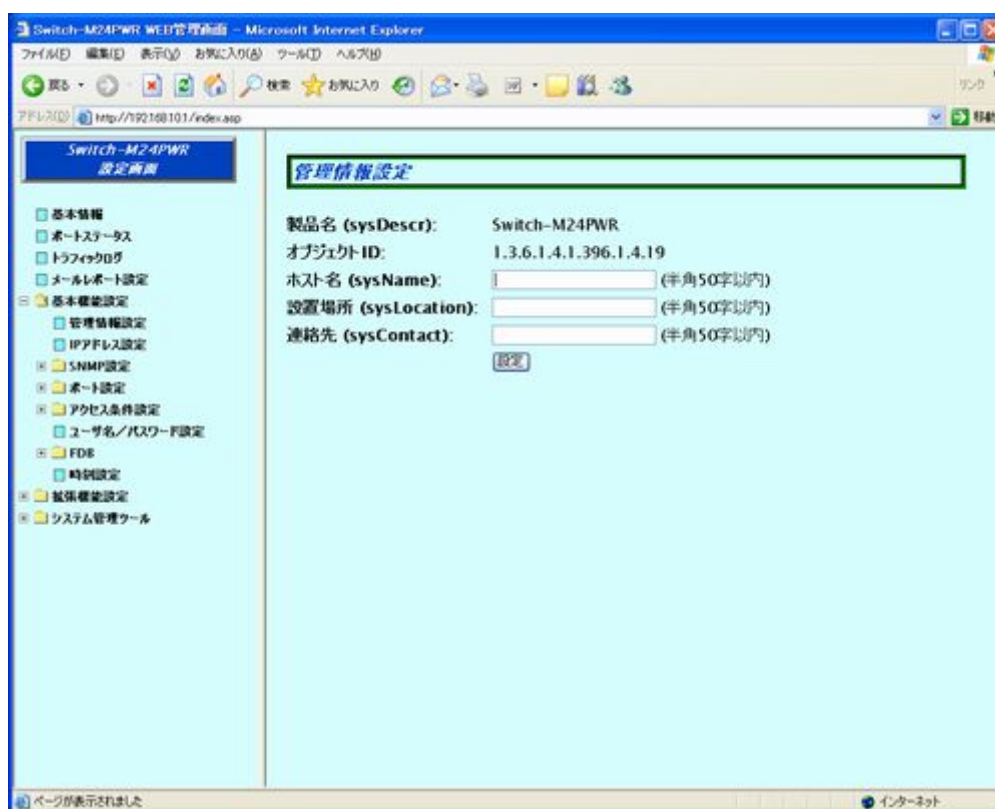 Switch-M24PWR WEB管理画面 - Microsoft Internet Explorer
ファイル(F) 編集(E) 表示(V) お気に入り(A) ツール(T) ヘルプ(H)
戻る 検索 お気に入り リンク
アドレス(D) http://192.168.10.1/index.asp 移動
Switch-M24PWR
設定画面
基本情報
ポートステータス
トラフィックログ
メールレポート設定
基本機能設定
管理情報設定
IPアドレス設定
SNMP設定
ポート設定
アクセス条件設定
ユーザ名/パスワード設定
FDB
時刻設定
拡張機能設定
システム管理ツール
管理情報設定
製品名 (sysDescr): Switch-M24PWR
オブジェクトID: 1.3.6.1.4.1.396.1.4.19
ホスト名 (sysName): (半角50字以内)
設置場所 (sysLocation): (半角50字以内)
連絡先 (sysContact): (半角50字以内)
設定
ページが表示されました インターネット